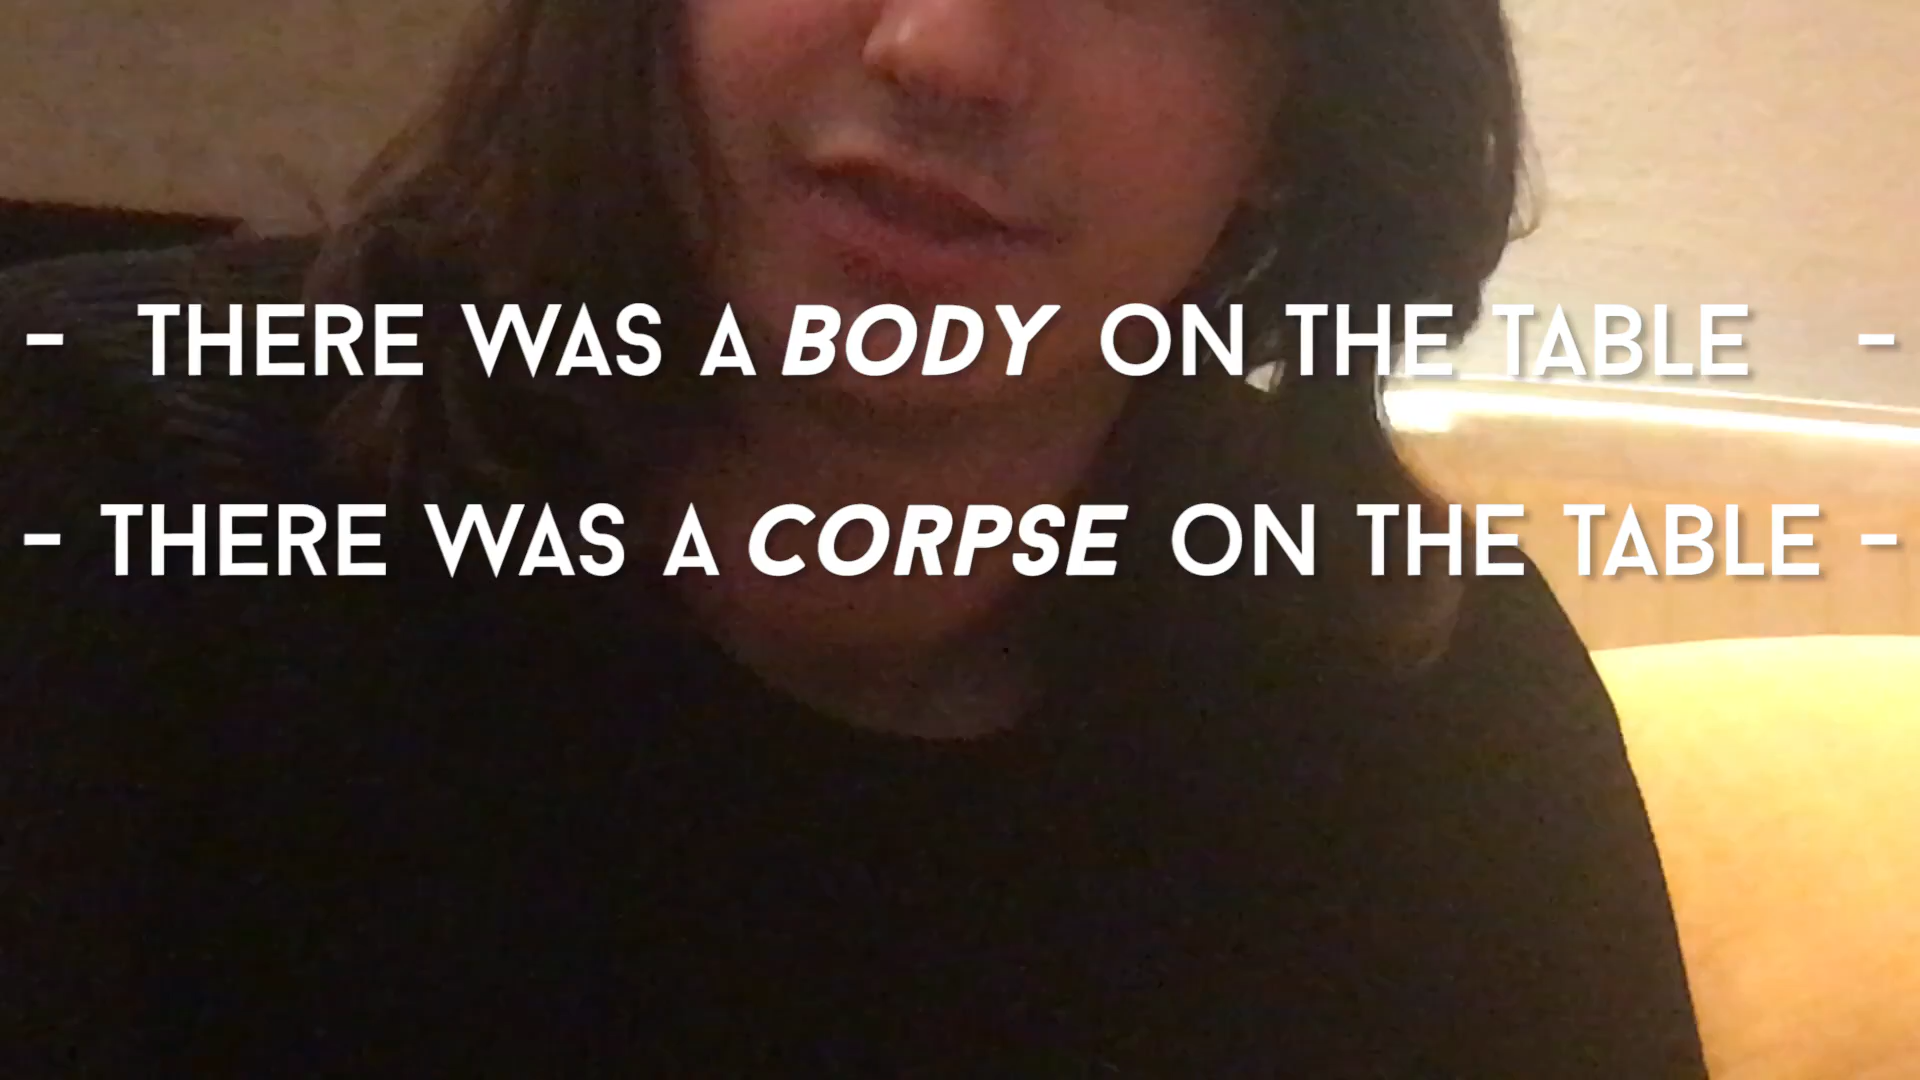 - THERE WAS A BODY ON THE TABLE -
- THERE WAS A CORPSE ON THE TABLE -